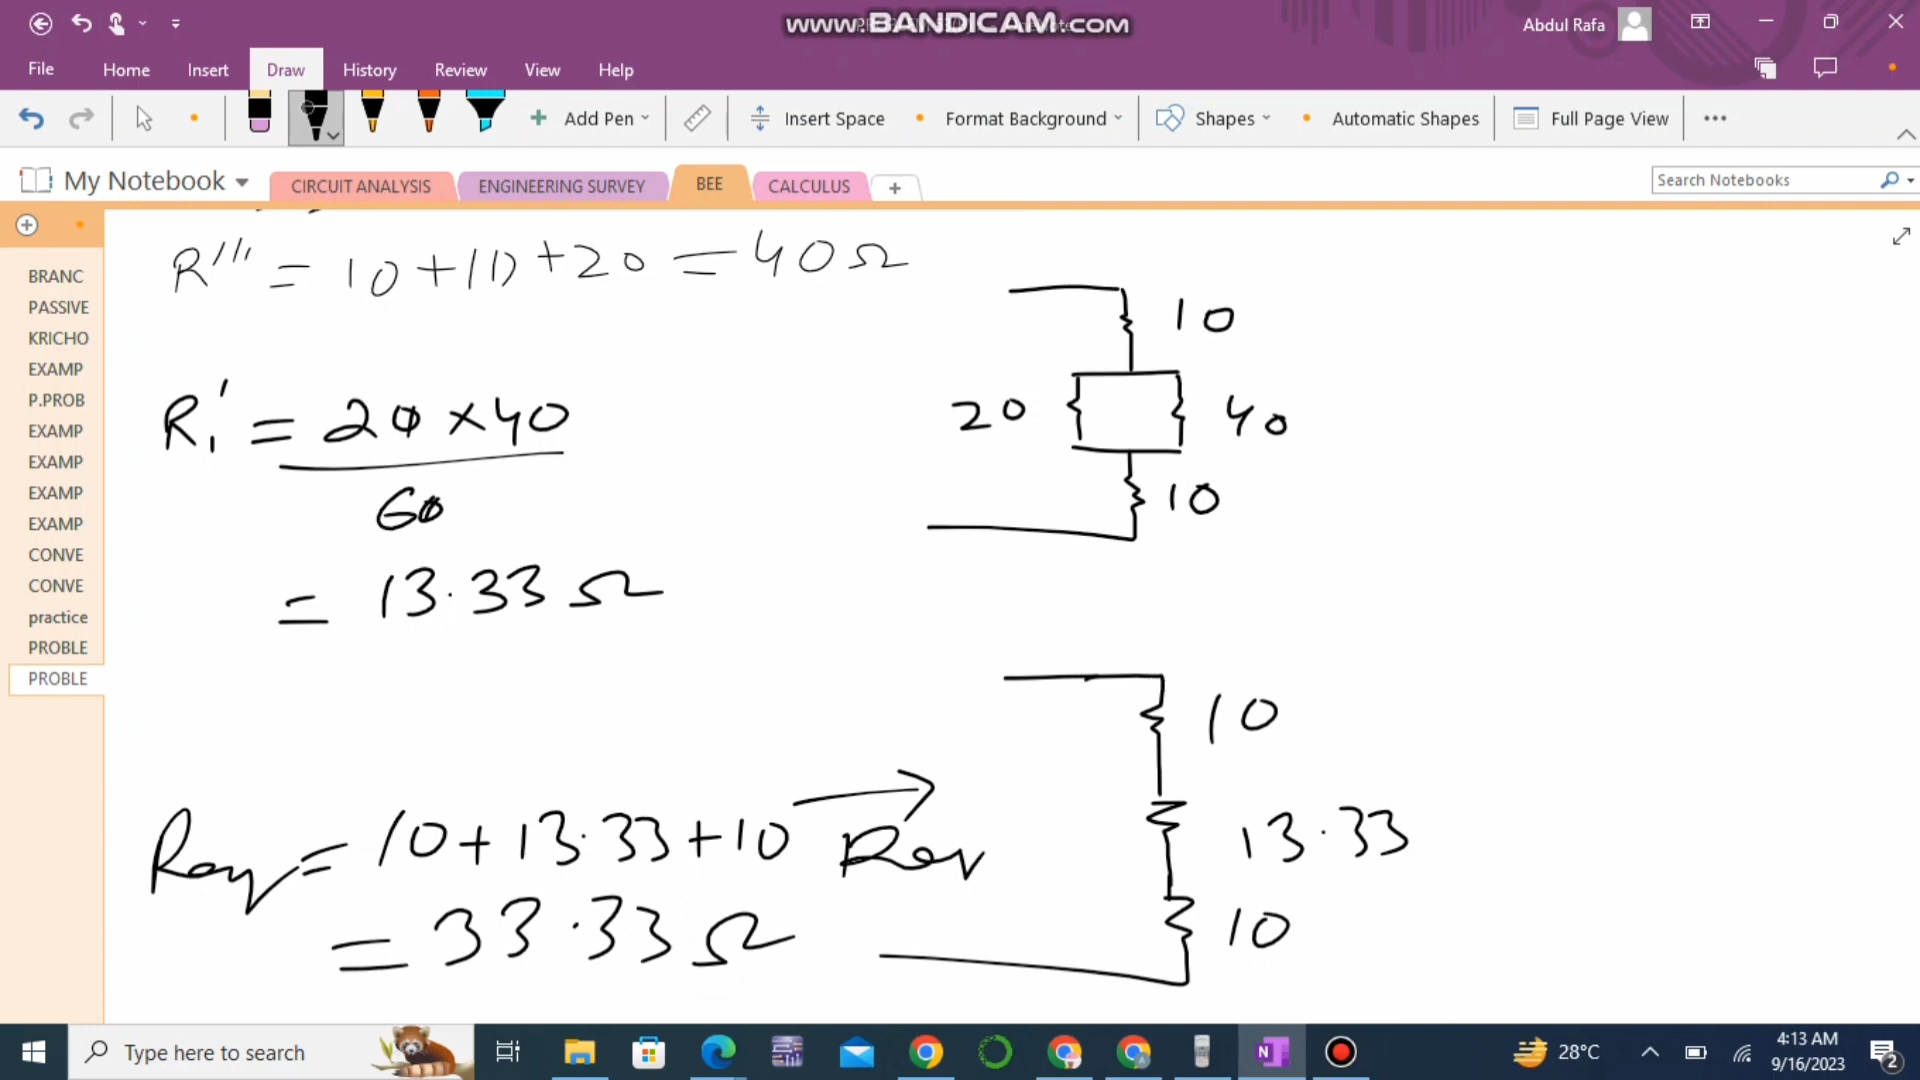 www.BANDICAM.com
Abdul Rafa
File Home Insert Draw History Review View Help
Add Pen Insert Space Format Background Shapes Automatic Shapes Full Page View
My Notebook CIRCUIT ANALYSIS ENGINEERING SURVEY BEE CALCULUS Search Notebooks
BRANC
PASSIVE
KRICHO
EXAMP
P.PROB
EXAMP
EXAMP
EXAMP
EXAMP
CONVE
CONVE
practice
PROBLE
PROBLE
R''' = 10+10+20 = 40Ω
R₁' = 20 x 40
60
= 13.33 Ω
10
20 40
10
Req = 10+13.33+10
= 33.33 Ω
Req
10
13.33
10
Type here to search
28°C
4:13 AM
9/16/2023
2